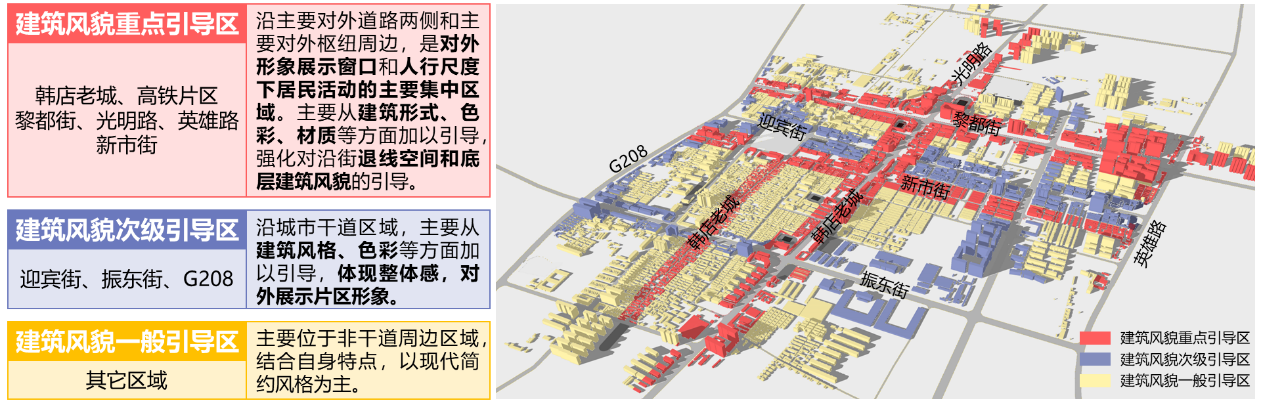 建筑风貌重点引导区
韩店老城、高铁片区
黎都街、光明路、英雄路
新市街
沿主要对外道路两侧和主
要对外枢纽周边，是对外
形象展示窗口和人行尺度
下居民活动的主要集中区
域。主要从建筑形式、色
彩、材质等方面加以引导，
强化对沿街退线空间和底
层建筑风貌的引导。
建筑风貌次级引导区
迎宾街、振东街、G208
沿城市干道区域，主要从
建筑风格、色彩等方面加
以引导，体现整体感，对
外展示片区形象。
建筑风貌一般引导区
其它区域
主要位于非干道周边区域，
结合自身特点，以现代简
约风格为主。
光明路
迎宾街
黎都街
G208
新市街
韩店老城
韩店老城
英雄路
振东街
建筑风貌重点引导区
建筑风貌次级引导区
建筑风貌一般引导区